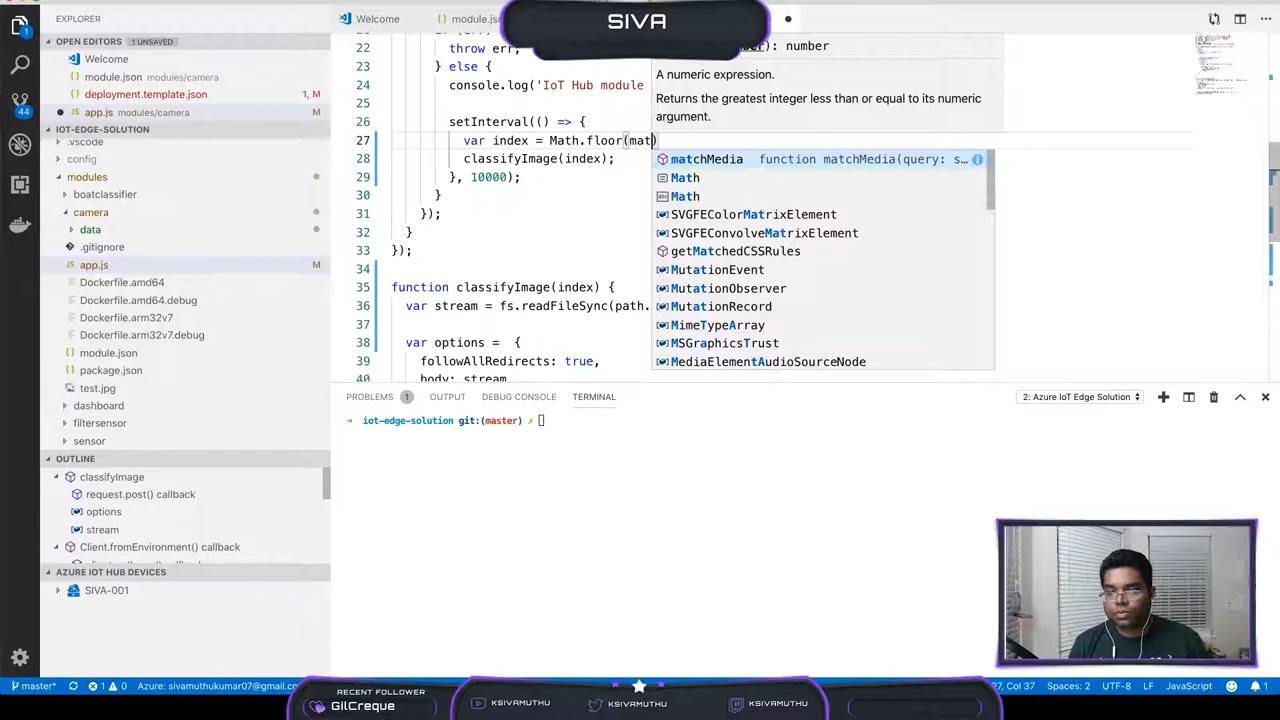 SIVA
EXPLORER
OPEN EDITORS 1 UNSAVED
Welcome
module.json modules/camera
deployment.template.json 1, M
app.js modules/camera
IOT-EDGE-SOLUTION
.vscode
config
modules
boatclassifier
camera
data
.gitignore
app.js M
Dockerfile.amd64
Dockerfile.amd64.debug
Dockerfile.arm32v7
Dockerfile.arm32v7.debug
module.json
package.json
test.jpg
dashboard
filtersensor
sensor
OUTLINE
classifyImage
request.post() callback
options
stream
Client.fromEnvironment() callback
AZURE IOT HUB DEVICES
SIVA-001
1
44
Welcome module.js
22 throw err;
23 } else {
24 console.log('IoT Hub module
25
26 setInterval(() => {
27 var index = Math.floor(mat)
28 classifyImage(index);
29 }, 10000);
30 }
31 });
32 }
33 });
34
35 function classifyImage(index) {
36 var stream = fs.readFileSync(path.
37
38 var options = {
39 followAllRedirects: true,
40 body: stream
): number
A numeric expression.
Returns the greatest integer less than or equal to its numeric
argument.
matchMedia function matchMedia(query: s…
Math
Math
SVGFEColorMatrixElement
SVGFEConvolveMatrixElement
getMatchedCSSRules
MutationEvent
MutationObserver
MutationRecord
MimeTypeArray
MSGraphicsTrust
MediaElementAudioSourceNode
PROBLEMS 1 OUTPUT DEBUG CONSOLE TERMINAL
2: Azure IoT Edge Solution
→ iot-edge-solution git:(master) ✗
master* 1 0 Azure: sivamuthukumar07@gmail.co
27, Col 37 Spaces: 2 UTF-8 LF JavaScript 1
RECENT FOLLOWER
GilCreque
KSIVAMUTHU
KSIVAMUTHU
KSIVAMUTHU